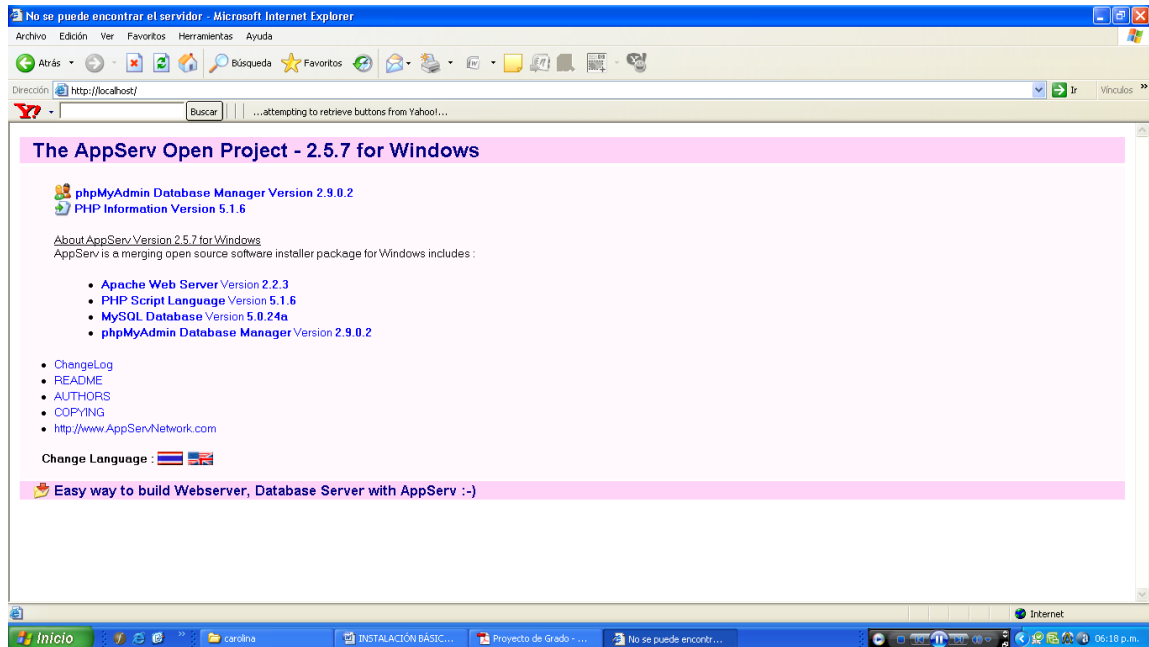 No se puede encontrar el servidor - Microsoft Internet Explorer
Archivo Edición Ver Favoritos Herramientas Ayuda
Atrás Búsqueda Favoritos
Dirección http://localhost/ Ir Vínculos »
Y! Buscar ...attempting to retrieve buttons from Yahoo!...
The AppServ Open Project - 2.5.7 for Windows
phpMyAdmin Database Manager Version 2.9.0.2
PHP Information Version 5.1.6
About AppServ Version 2.5.7 for Windows
AppServ is a merging open source software installer package for Windows includes :
• Apache Web Server Version 2.2.3
• PHP Script Language Version 5.1.6
• MySQL Database Version 5.0.24a
• phpMyAdmin Database Manager Version 2.9.0.2
• ChangeLog
• README
• AUTHORS
• COPYING
• http://www.AppServNetwork.com
Change Language :
Easy way to build Webserver, Database Server with AppServ :-)
Internet
Inicio » carolina INSTALACIÓN BÁSIC... Proyecto de Grado - ... No se puede encontr... 06:18 p.m.